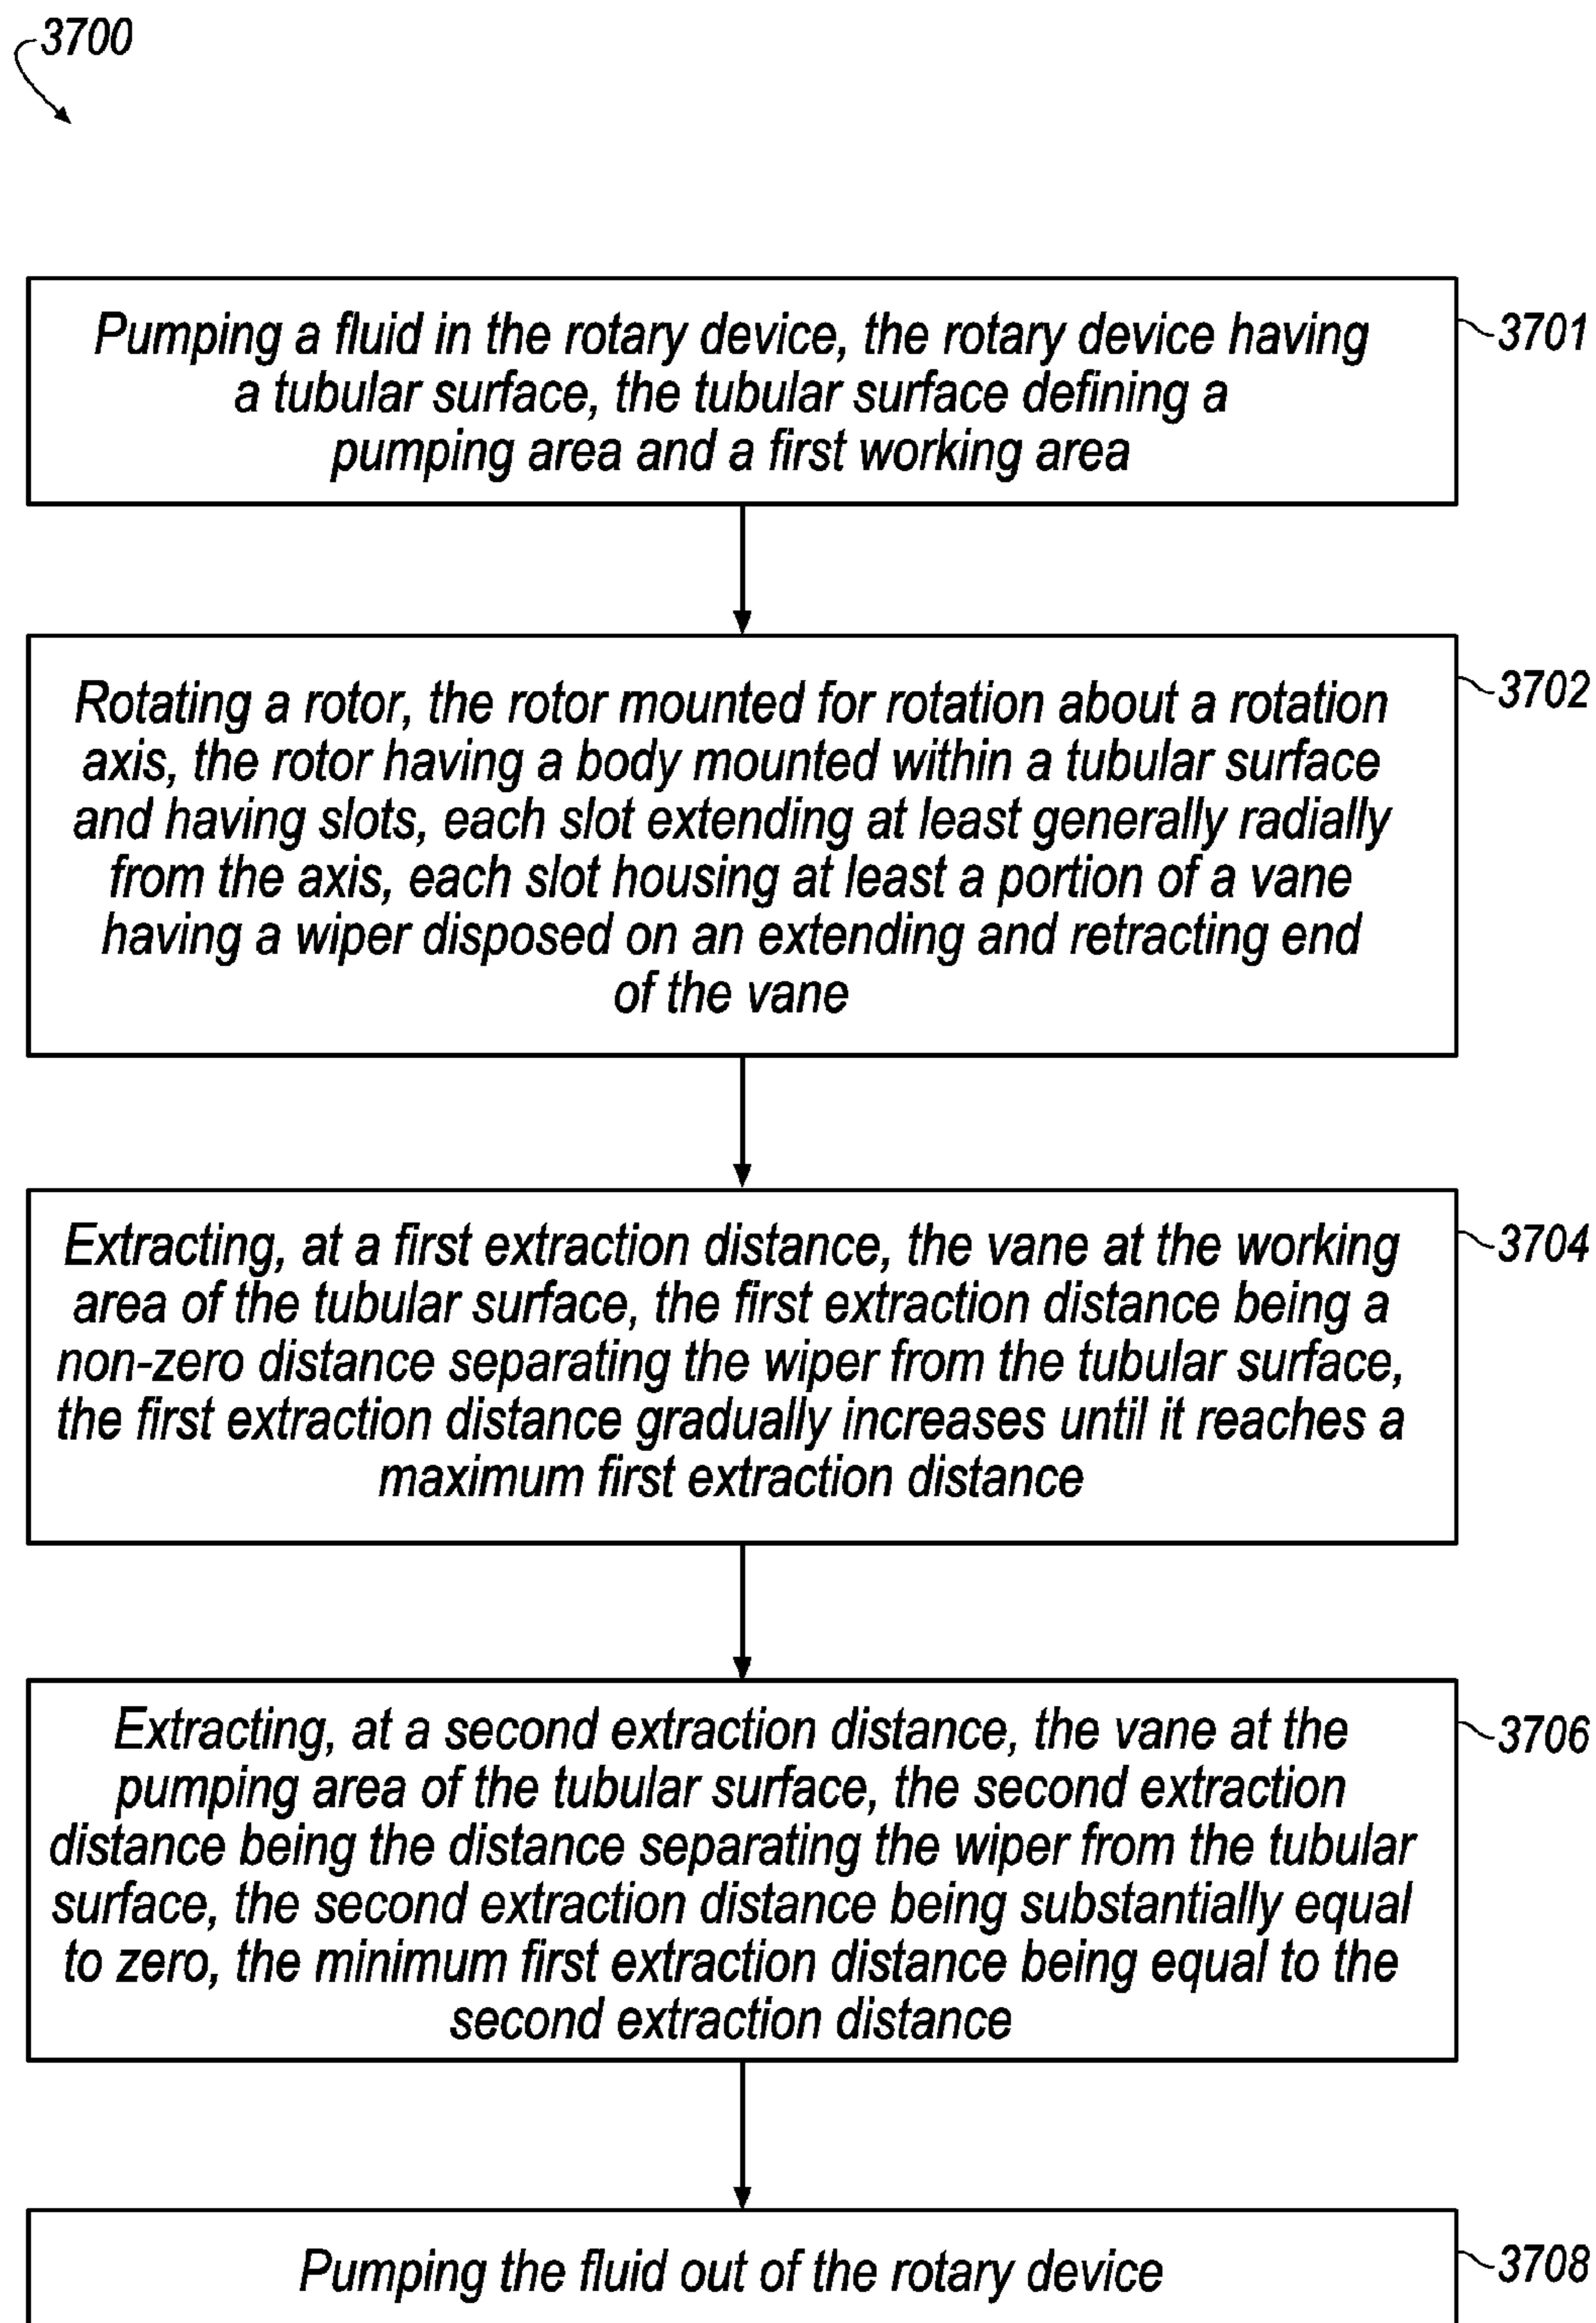 3700
Pumping a fluid in the rotary device, the rotary device having
a tubular surface, the tubular surface defining a
pumping area and a first working area
3701
Rotating a rotor, the rotor mounted for rotation about a rotation
axis, the rotor having a body mounted within a tubular surface
and having slots, each slot extending at least generally radially
from the axis, each slot housing at least a portion of a vane
having a wiper disposed on an extending and retracting end
of the vane
3702
Extracting, at a first extraction distance, the vane at the working
area of the tubular surface, the first extraction distance being a
non-zero distance separating the wiper from the tubular surface,
the first extraction distance gradually increases until it reaches a
maximum first extraction distance
3704
Extracting, at a second extraction distance, the vane at the
pumping area of the tubular surface, the second extraction
distance being the distance separating the wiper from the tubular
surface, the second extraction distance being substantially equal
to zero, the minimum first extraction distance being equal to the
second extraction distance
3706
Pumping the fluid out of the rotary device
3708